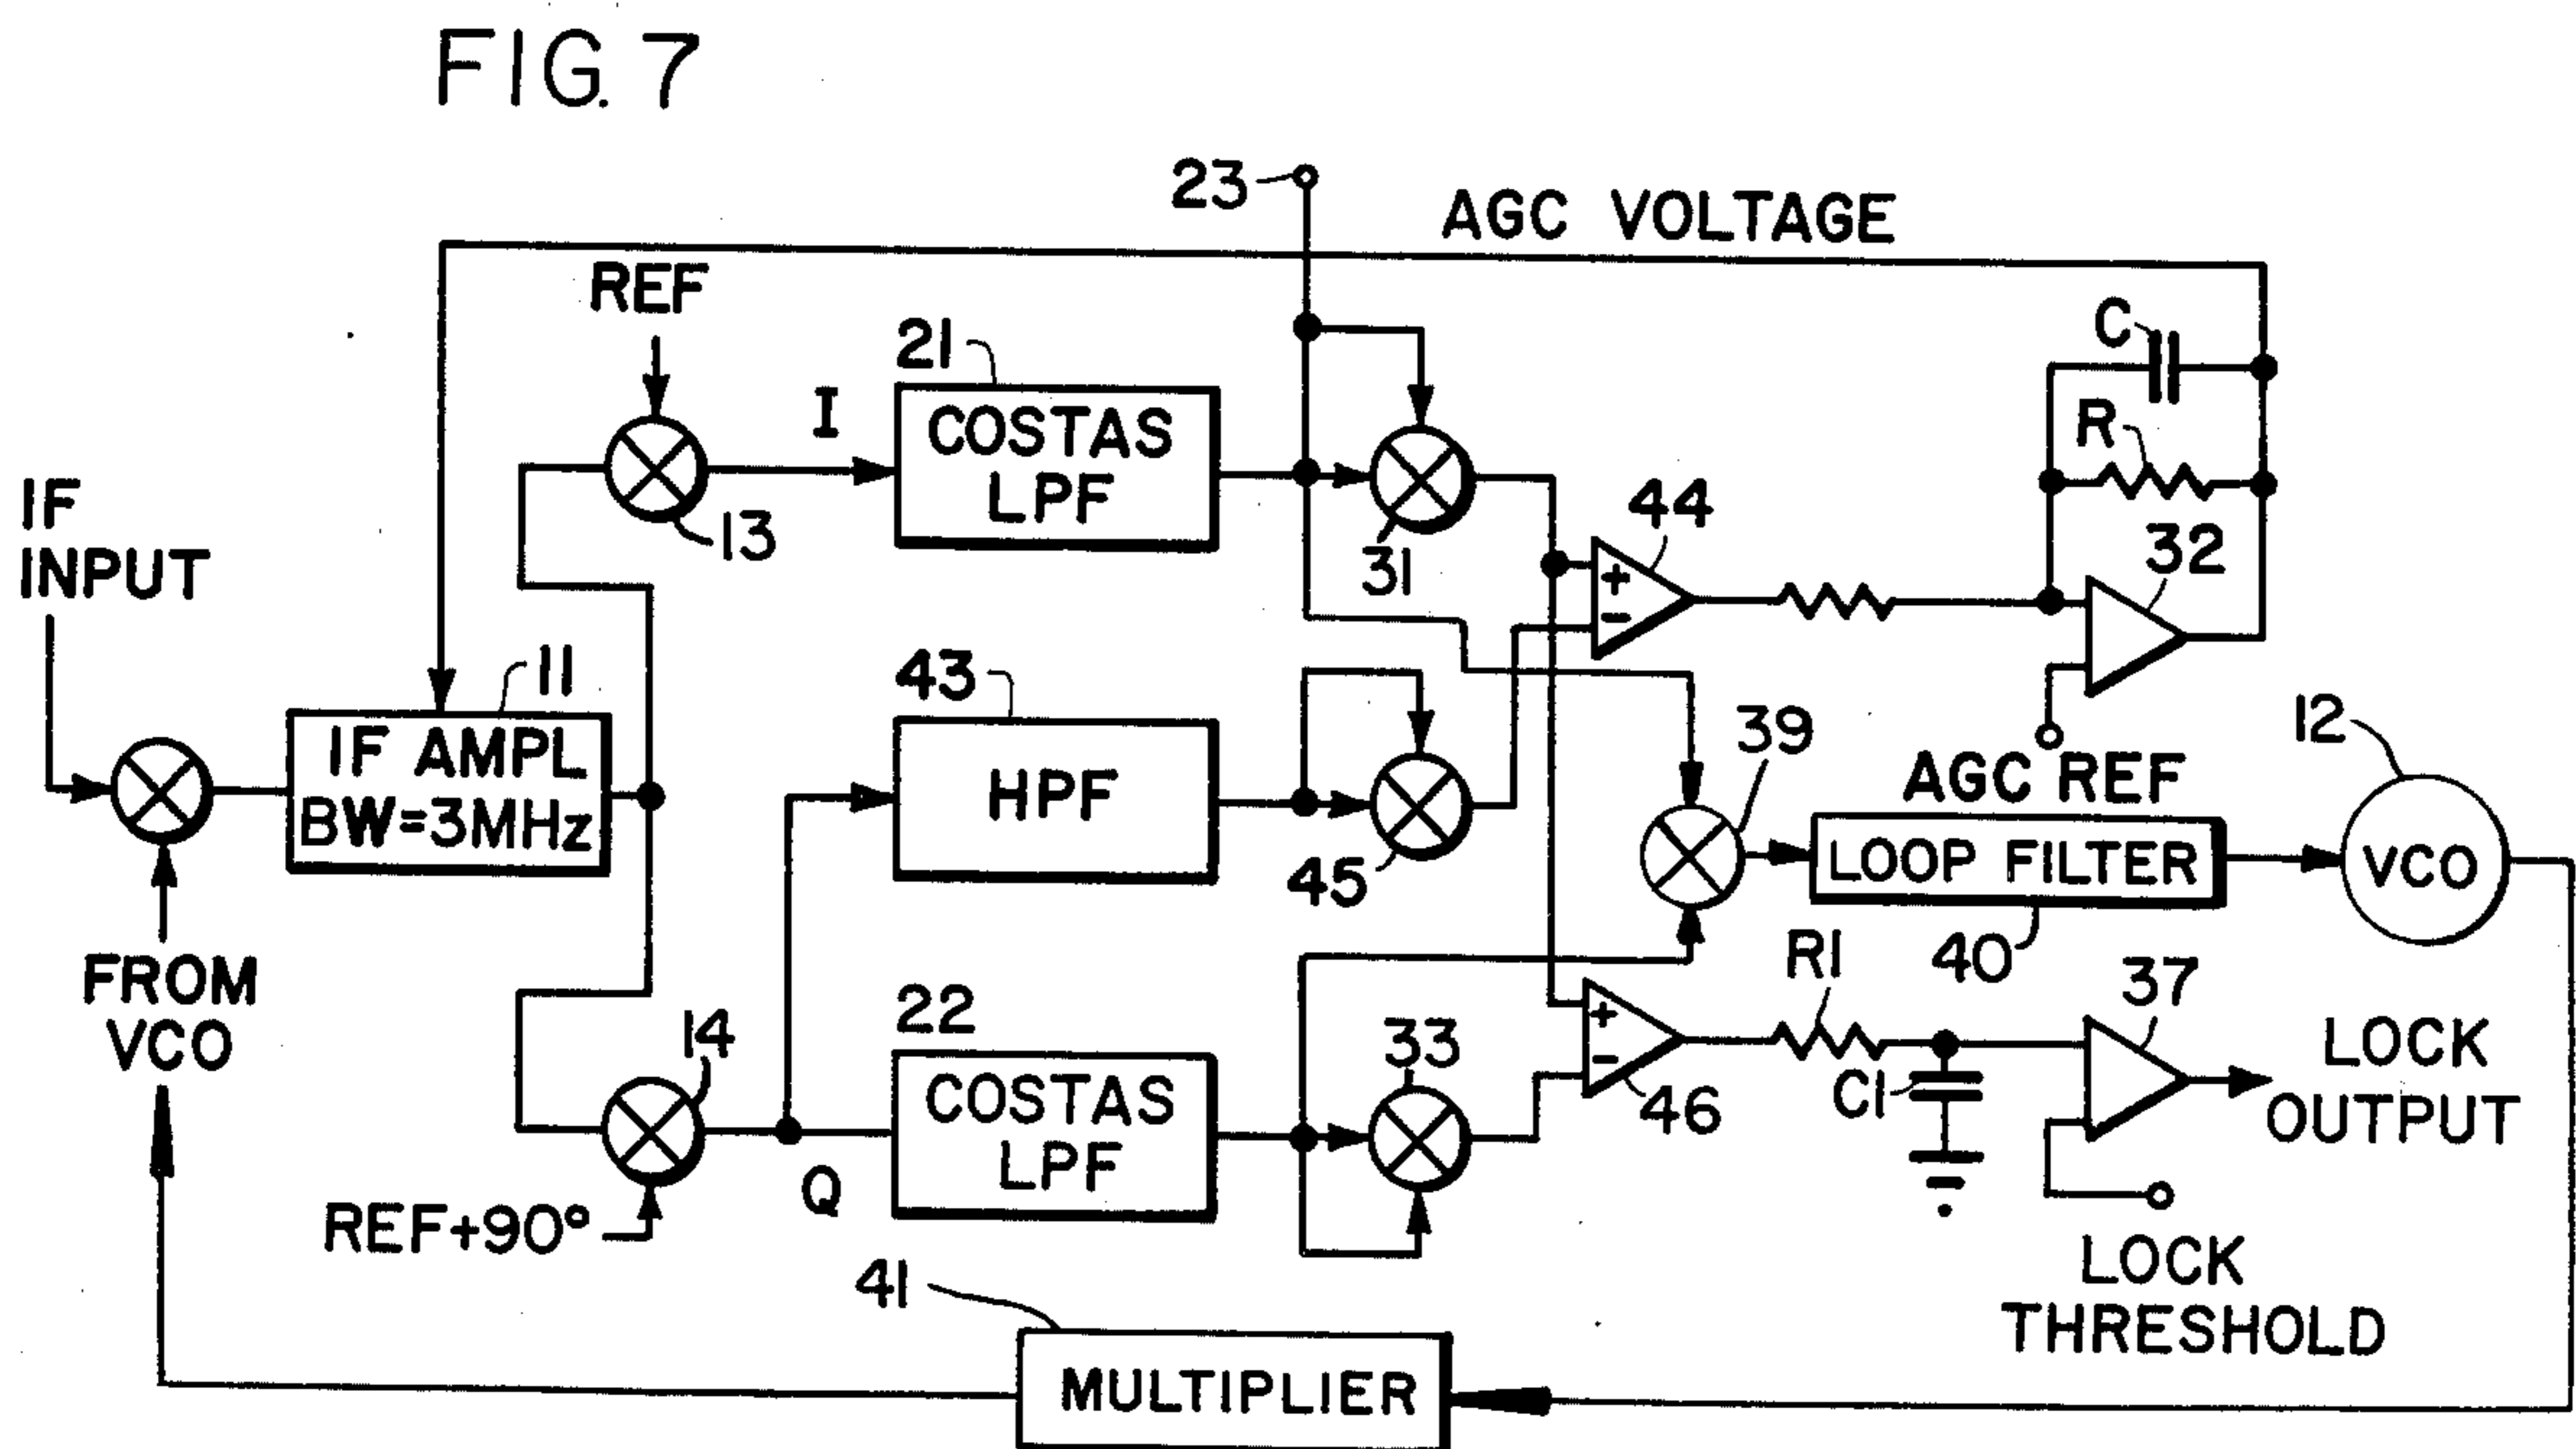 FIG. 7
23
AGC VOLTAGE
REF
C
21
I
COSTAS
LPF
R
IF
INPUT
13
31
44
32
+
−
11
43
IF AMPL
BW=3MHz
HPF
39
12
AGC REF
LOOP FILTER
VCO
45
FROM
VCO
40
R1
37
14
22
33
+
−
LOCK
OUTPUT
COSTAS
LPF
C1
46
Q
REF+90°
LOCK
THRESHOLD
41
MULTIPLIER